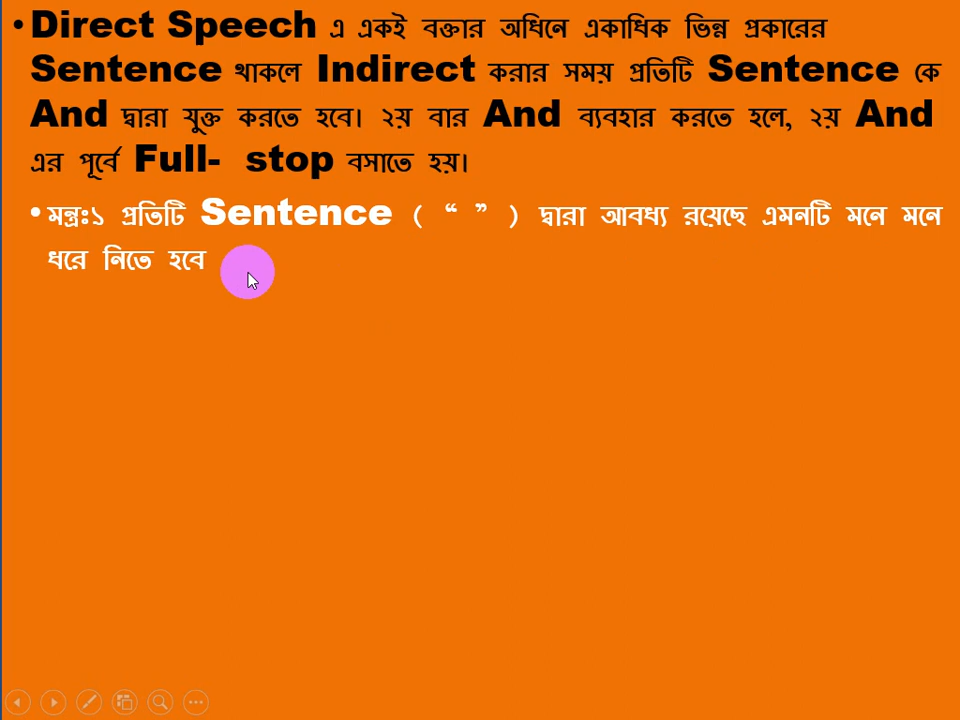 • Direct Speech এ একই বক্তার অধিনে একাধিক ভিন্ন প্রকারের
Sentence থাকলে Indirect করার সময় প্রতিটি Sentence কে
And দ্বারা যুক্ত করতে হবে। ২য় বার And ব্যবহার করতে হলে, ২য় And
এর পূর্বে Full- stop বসাতে হয়।
• মন্ত্রঃ১ প্রতিটি Sentence ( “ ” ) দ্বারা আবধ্য রয়েছে এমনটি মনে মনে
ধরে নিতে হবে